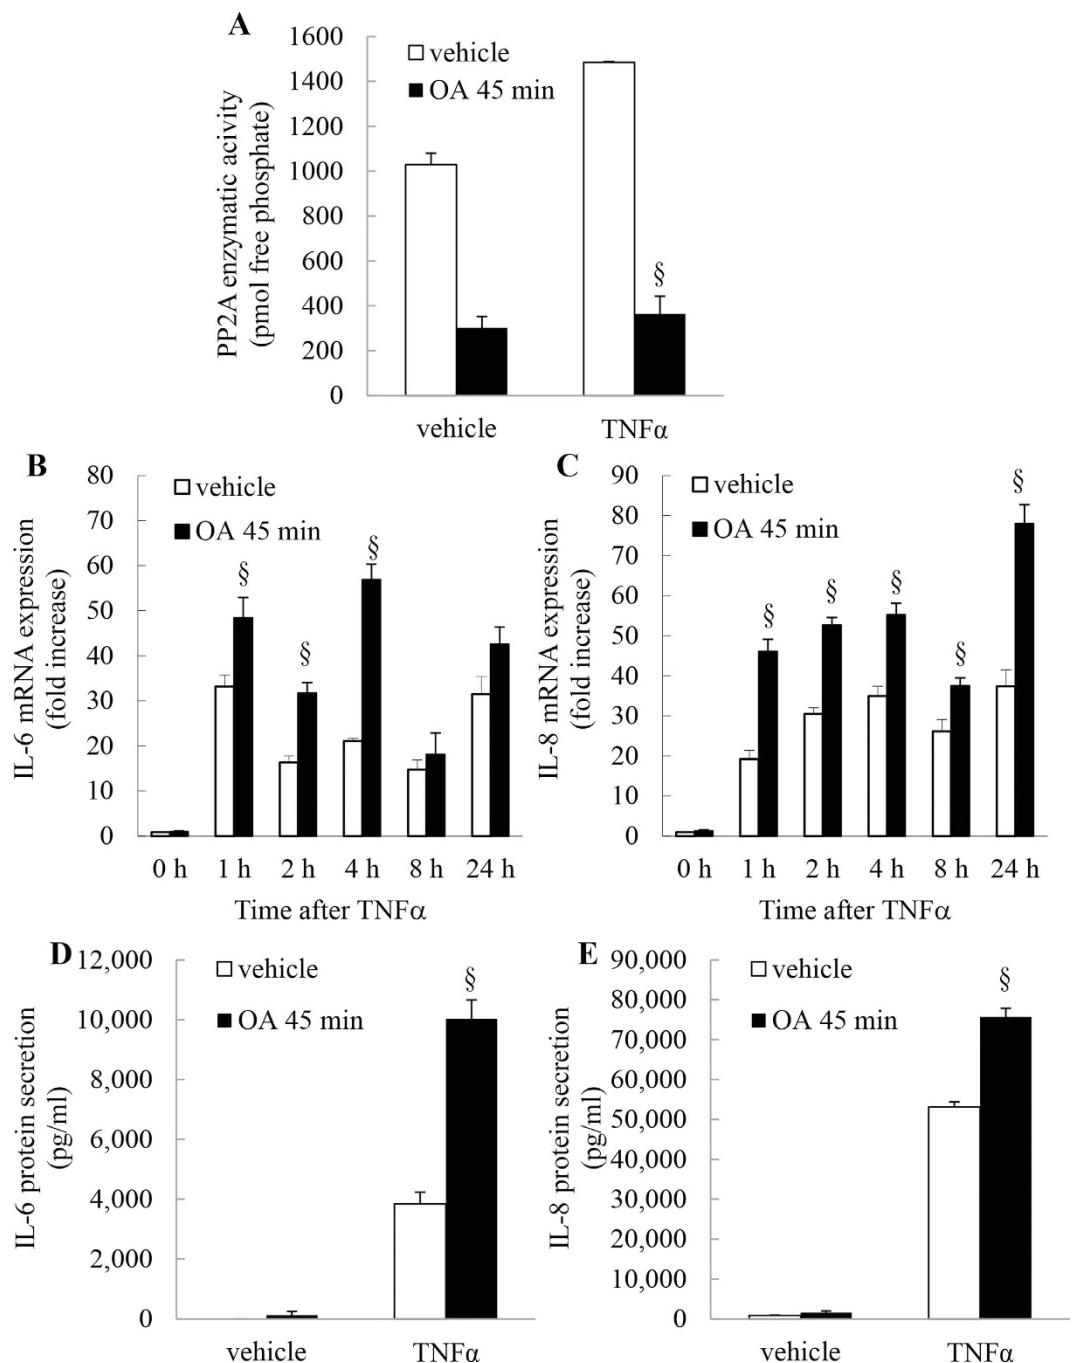 A
PP2A enzymatic acivity
(pmol free phosphate)
1600
1400
1200
1000
800
600
400
200
0
vehicle
OA 45 min
§
vehicle
TNFα
B
IL-6 mRNA expression
(fold increase)
80
70
60
50
40
30
20
10
0
vehicle
OA 45 min
§
§
§
0 h 1 h 2 h 4 h 8 h 24 h
Time after TNFα
C
IL-8 mRNA expression
(fold increase)
90
80
70
60
50
40
30
20
10
0
vehicle
OA 45 min
§
§
§
§
§
0 h 1 h 2 h 4 h 8 h 24 h
Time after TNFα
D
IL-6 protein secretion
(pg/ml)
12,000
10,000
8,000
6,000
4,000
2,000
0
vehicle
OA 45 min
§
vehicle
TNFα
E
IL-8 protein secretion
(pg/ml)
90,000
80,000
70,000
60,000
50,000
40,000
30,000
20,000
10,000
0
vehicle
OA 45 min
§
vehicle
TNFα